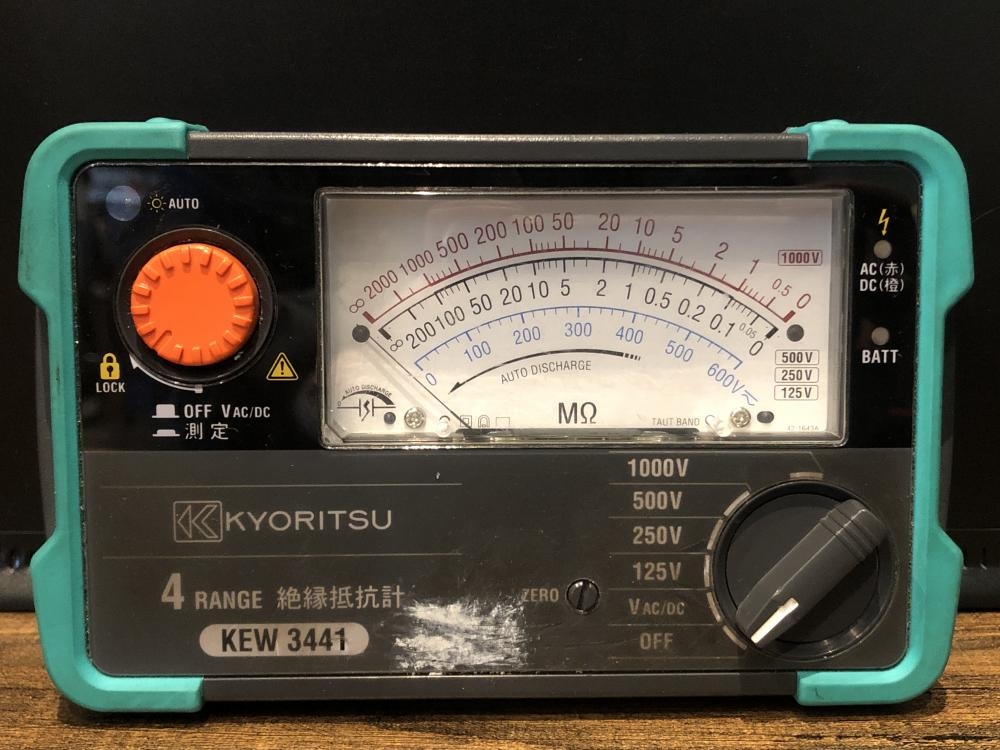 AUTO
LOCK
OFF VAC/DC
測定
∞ 2000 1000 500 200 100 50 20 10 5 2 1 0.5 0
1000V
∞ 200 100 50 20 10 5 2 1 0.5 0.2 0.1 0.05 0
0 100 200 300 400 500 600V
AUTO DISCHARGE
AUTO DISCHARGE
MΩ
TAUT BAND
500V
250V
125V
AC(赤)
DC(橙)
BATT
KYORITSU
4 RANGE 絶縁抵抗計
KEW 3441
ZERO
1000V
500V
250V
125V
VAC/DC
OFF